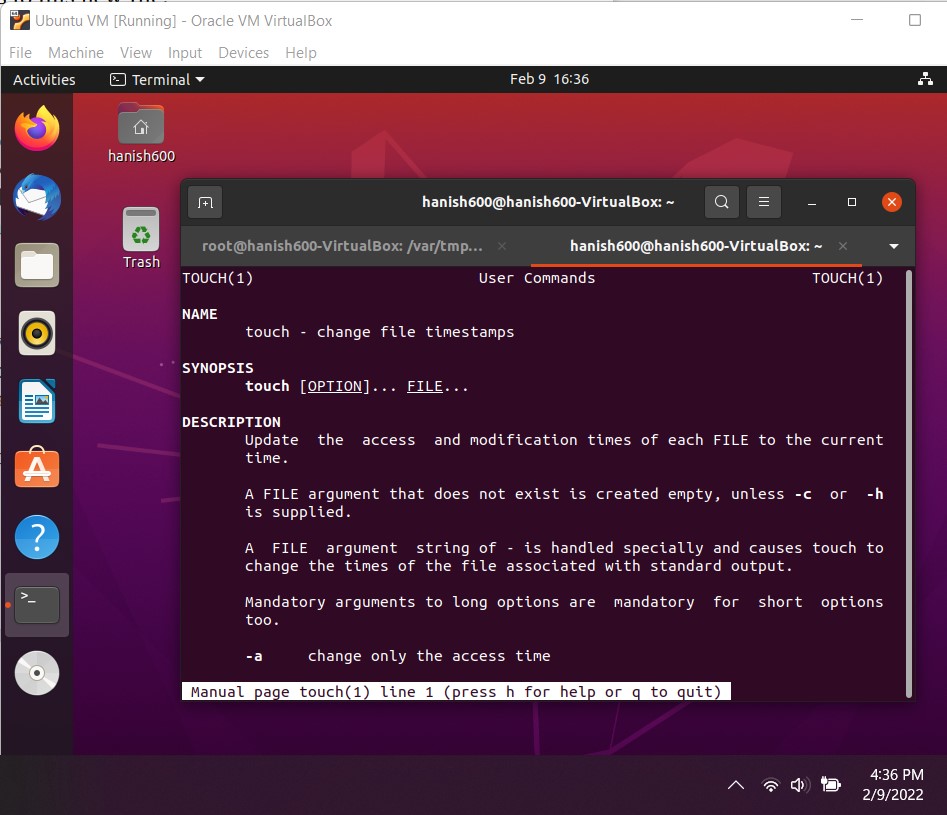 Ubuntu VM [Running] - Oracle VM VirtualBox
File Machine View Input Devices Help
Activities Terminal Feb 9 16:36
hanish600
Trash
hanish600@hanish600-VirtualBox: ~
root@hanish600-VirtualBox: /var/tmp... hanish600@hanish600-VirtualBox: ~
TOUCH(1) User Commands TOUCH(1)
NAME
touch - change file timestamps
SYNOPSIS
touch [OPTION]... FILE...
DESCRIPTION
Update the access and modification times of each FILE to the current
time.
A FILE argument that does not exist is created empty, unless -c or -h
is supplied.
A FILE argument string of - is handled specially and causes touch to
change the times of the file associated with standard output.
Mandatory arguments to long options are mandatory for short options
too.
-a change only the access time
Manual page touch(1) line 1 (press h for help or q to quit)
4:36 PM
2/9/2022